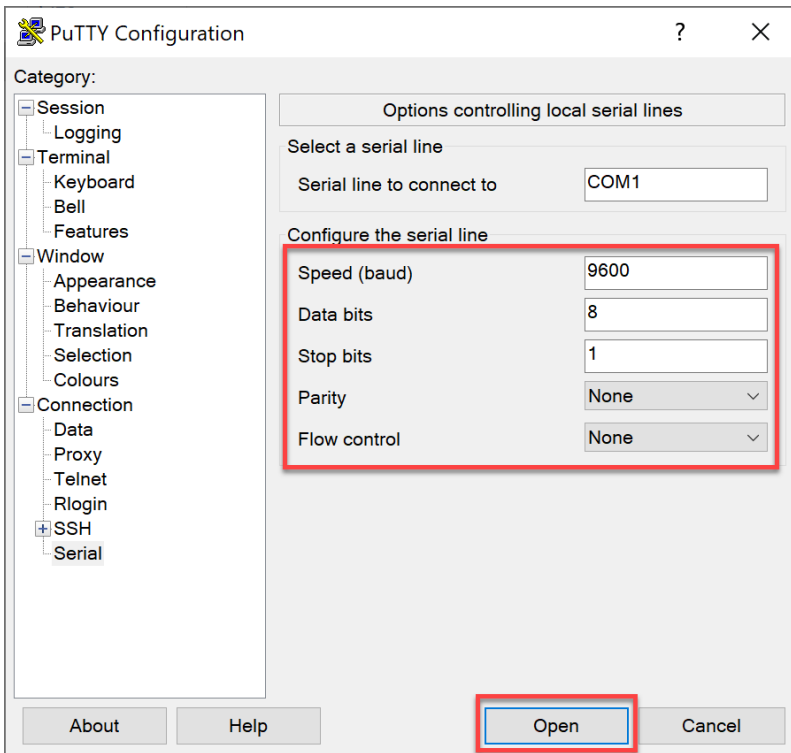 PuTTY Configuration
?
Category:
Session
Logging
Terminal
Keyboard
Bell
Features
Window
Appearance
Behaviour
Translation
Selection
Colours
Connection
Data
Proxy
Telnet
Rlogin
SSH
Serial
Options controlling local serial lines
Select a serial line
Serial line to connect to COM1
Configure the serial line
Speed (baud) 9600
Data bits 8
Stop bits 1
Parity None
Flow control None
About Help Open Cancel